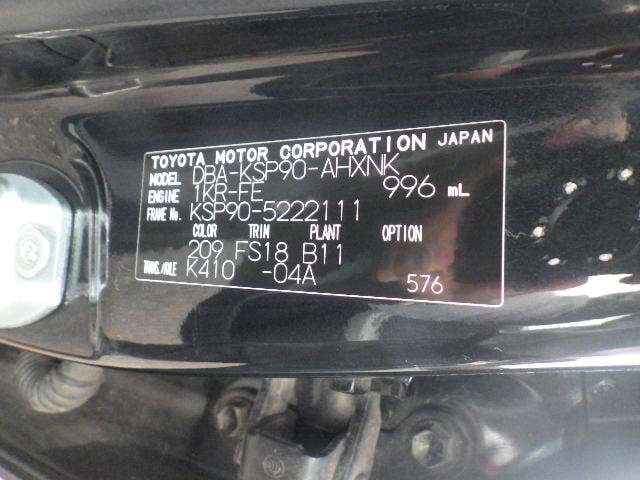 TOYOTA MOTOR CORPORATION JAPAN
MODEL DBA-KSP90-AHXNK
ENGINE 1KR-FE 996 mL
FRAME No. KSP90-5222111
COLOR TRIM PLANT OPTION
209 FS18 B11
TRANS./AXLE K410 -04A
576